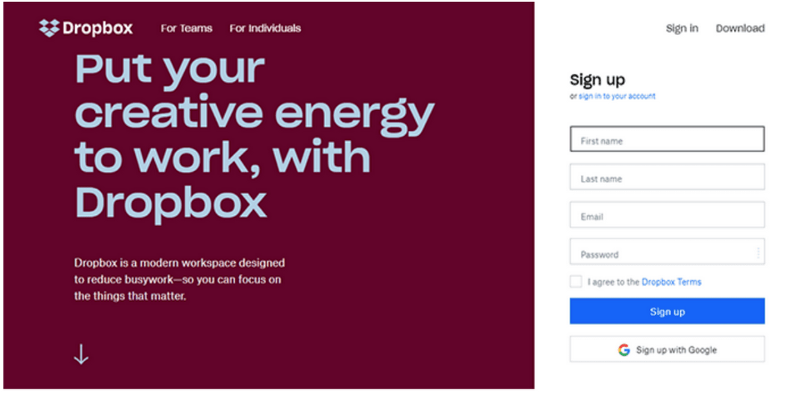 Dropbox For Teams For Individuals
Put your
creative energy
to work, with
Dropbox
Dropbox is a modern workspace designed
to reduce busywork—so you can focus on
the things that matter.
Sign in Download
Sign up
or sign in to your account
First name
Last name
Email
Password
I agree to the Dropbox Terms
Sign up
Sign up with Google